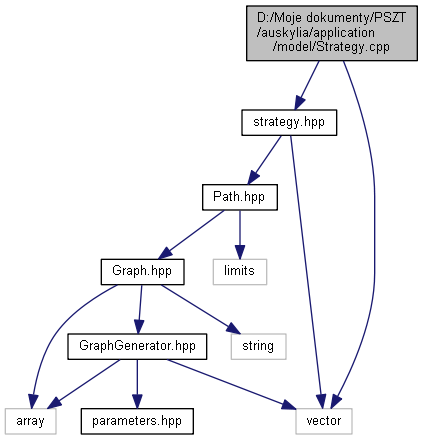 D:/Moje dokumenty/PSZT
/auskylia/application
/model/Strategy.cpp
strategy.hpp
Path.hpp
Graph.hpp
limits
GraphGenerator.hpp
string
array
parameters.hpp
vector